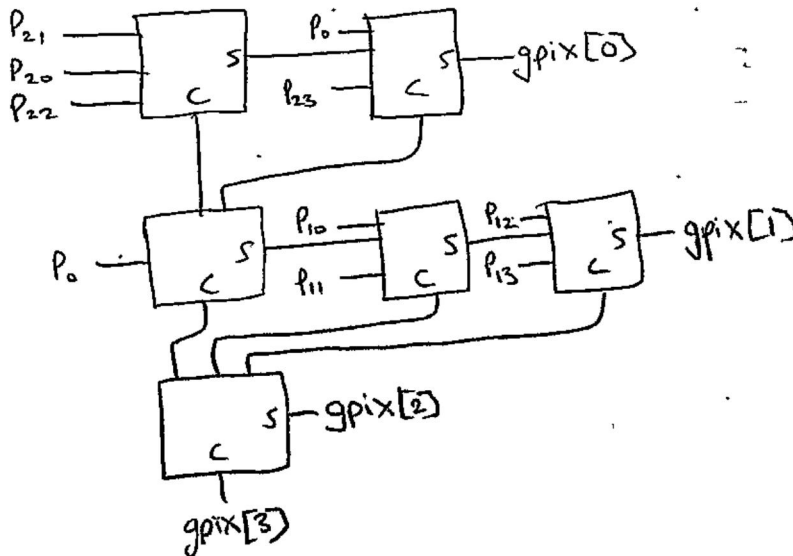 P₂₁
P₂₀
P₂₂
S
C
P₀
P₂₃
S
C
gpix[0]
P₀
S
C
P₁₀
P₁₁
S
C
P₁₂
P₁₃
S
C
gpix[1]
S
C
gpix[2]
gpix[3]